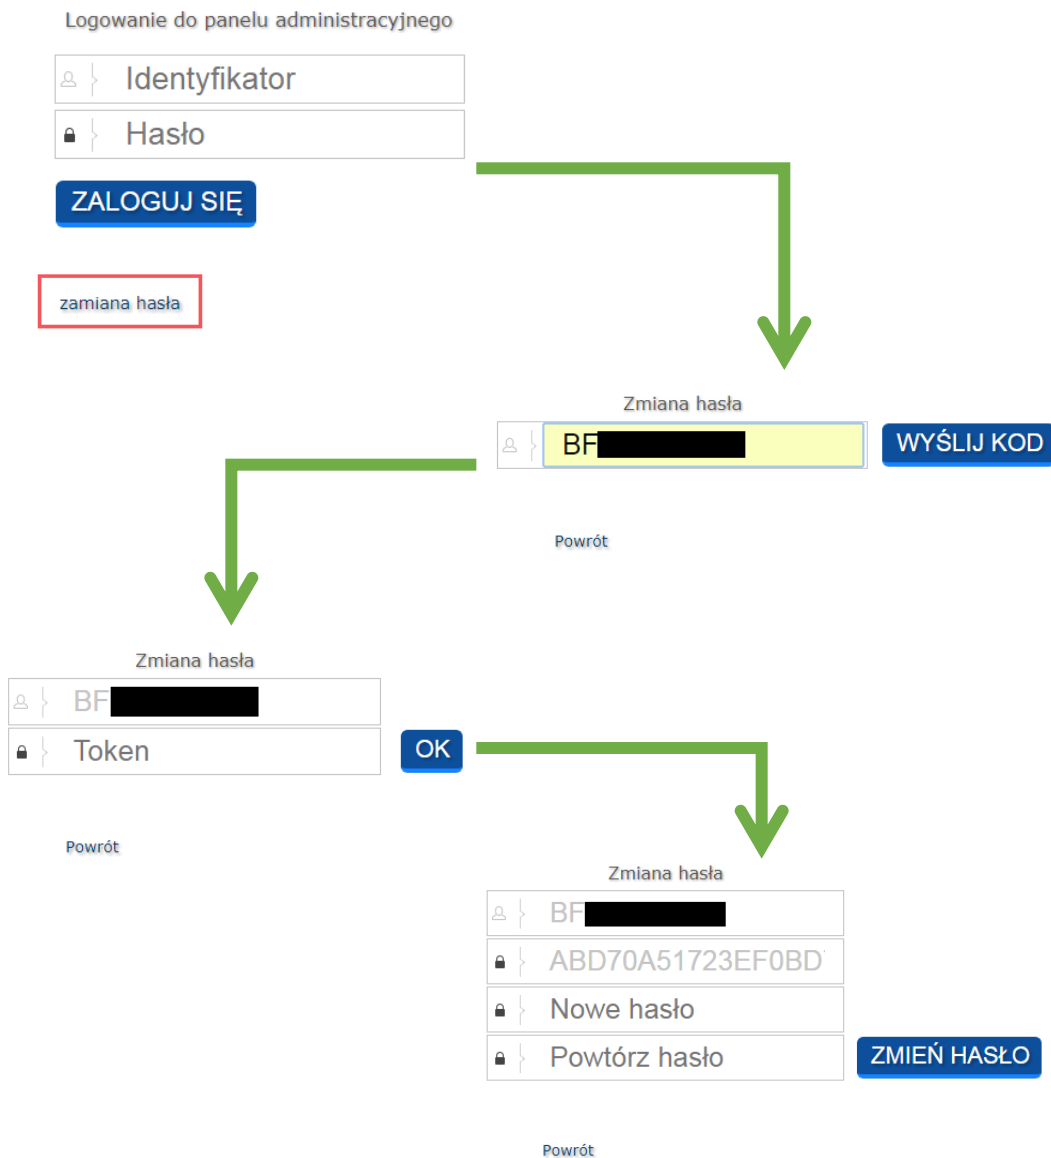 Logowanie do panelu administracyjnego
Identyfikator
Hasło
ZALOGUJ SIĘ
zamiana hasła
Zmiana hasła
BF
WYŚLIJ KOD
Powrót
Zmiana hasła
BF
Token
OK
Powrót
Zmiana hasła
BF
ABD70A51723EF0BD
Nowe hasło
Powtórz hasło
ZMIEŃ HASŁO
Powrót